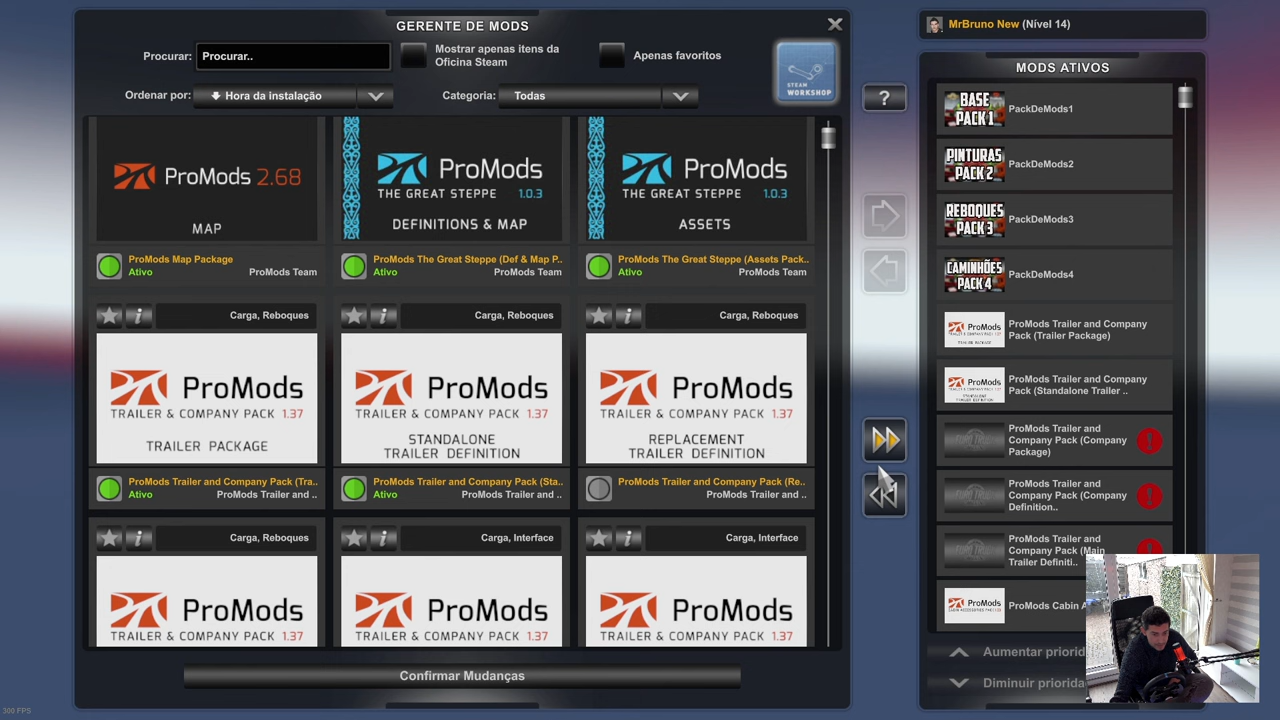 GERENTE DE MODS
Procurar:
Procurar..
Mostrar apenas itens da
Oficina Steam
Apenas favoritos
STEAM
WORKSHOP
Ordenar por:
Hora da instalação
Categoria:
Todas
ProMods 2.68
MAP
ProMods
THE GREAT STEPPE 1.0.3
DEFINITIONS & MAP
ProMods
THE GREAT STEPPE 1.0.3
ASSETS
ProMods Map Package
Ativo
ProMods Team
ProMods The Great Steppe (Def & Map P..
Ativo
ProMods Team
ProMods The Great Steppe (Assets Pack..
Ativo
ProMods Team
Carga, Reboques
Carga, Reboques
Carga, Reboques
ProMods
TRAILER & COMPANY PACK 1.37
TRAILER PACKAGE
ProMods
TRAILER & COMPANY PACK 1.37
STANDALONE
TRAILER DEFINITION
ProMods
TRAILER & COMPANY PACK 1.37
REPLACEMENT
TRAILER DEFINITION
ProMods Trailer and Company Pack (Tra..
Ativo
ProMods Trailer and ..
ProMods Trailer and Company Pack (Sta..
Ativo
ProMods Trailer and ..
ProMods Trailer and Company Pack (Re..
ProMods Trailer and ..
Carga, Reboques
Carga, Interface
Carga, Interface
ProMods
TRAILER & COMPANY PACK 1.37
ProMods
TRAILER & COMPANY PACK 1.37
ProMods
TRAILER & COMPANY PACK 1.37
Confirmar Mudanças
?
MrBruno New (Nível 14)
MODS ATIVOS
BASE
PACK 1
PackDeMods1
PINTURAS
PACK 2
PackDeMods2
REBOQUES
PACK 3
PackDeMods3
CAMINHÕES
PACK 4
PackDeMods4
ProMods
ProMods Trailer and Company
Pack (Trailer Package)
ProMods
ProMods Trailer and Company
Pack (Standalone Trailer ..
ProMods Trailer and
Company Pack (Company
Package)
ProMods Trailer and
Company Pack (Company
Definition..
ProMods Trailer and
Company Pack (Main
Trailer Definiti..
ProMods
ProMods Cabin A
Aumentar priorid
Diminuir priorida
300 FPS